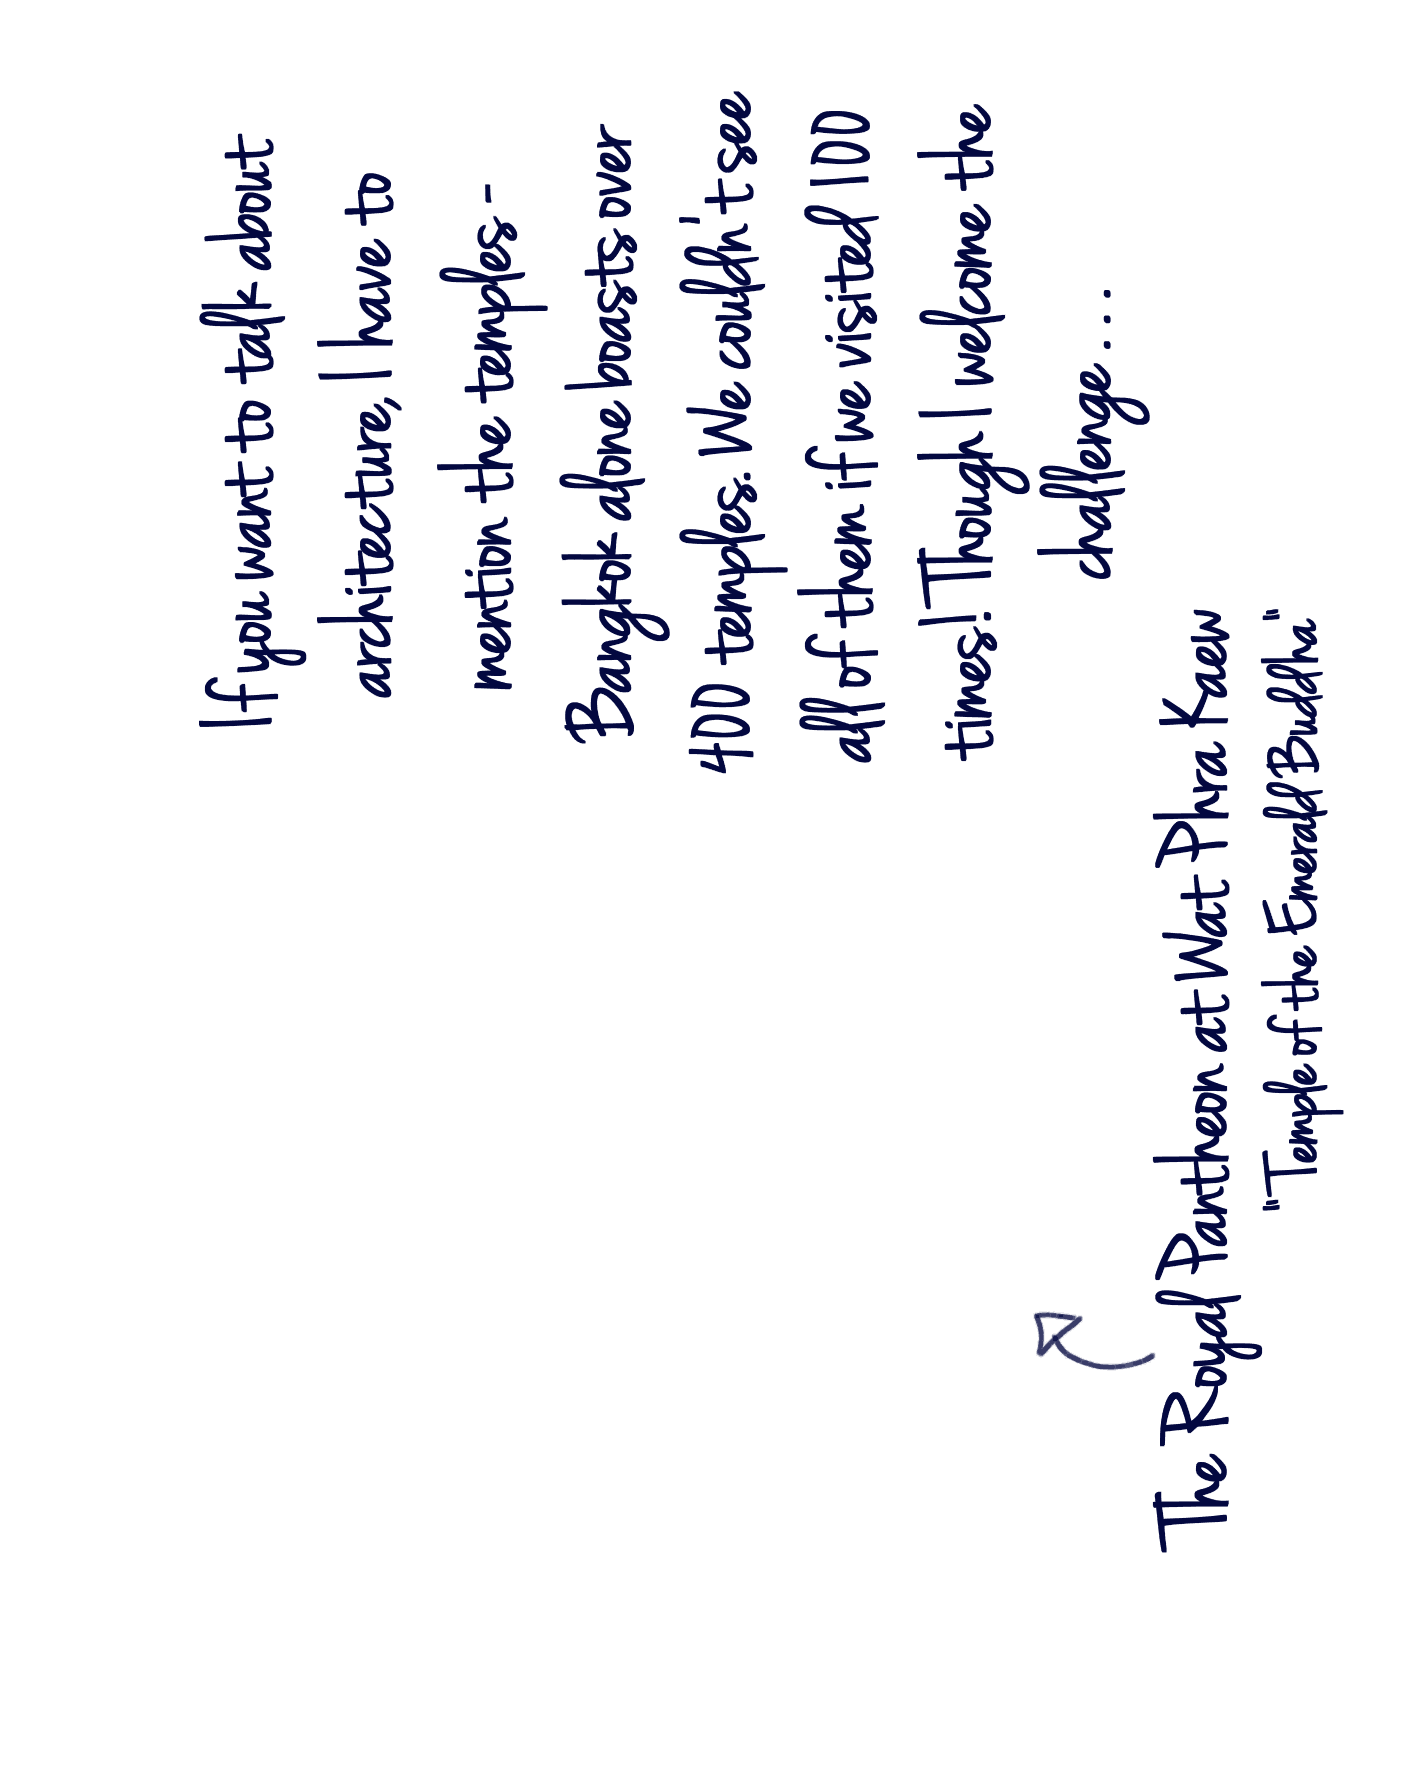 If you want to talk about
architecture, I have to
mention the temples -
Bangkok alone boasts over
400 temples. We couldn't see
all of them if we visited 100
times! Though I welcome the
challenge...
The Royal Pantheon at Wat Phra Kaew
"Temple of the Emerald Buddha"